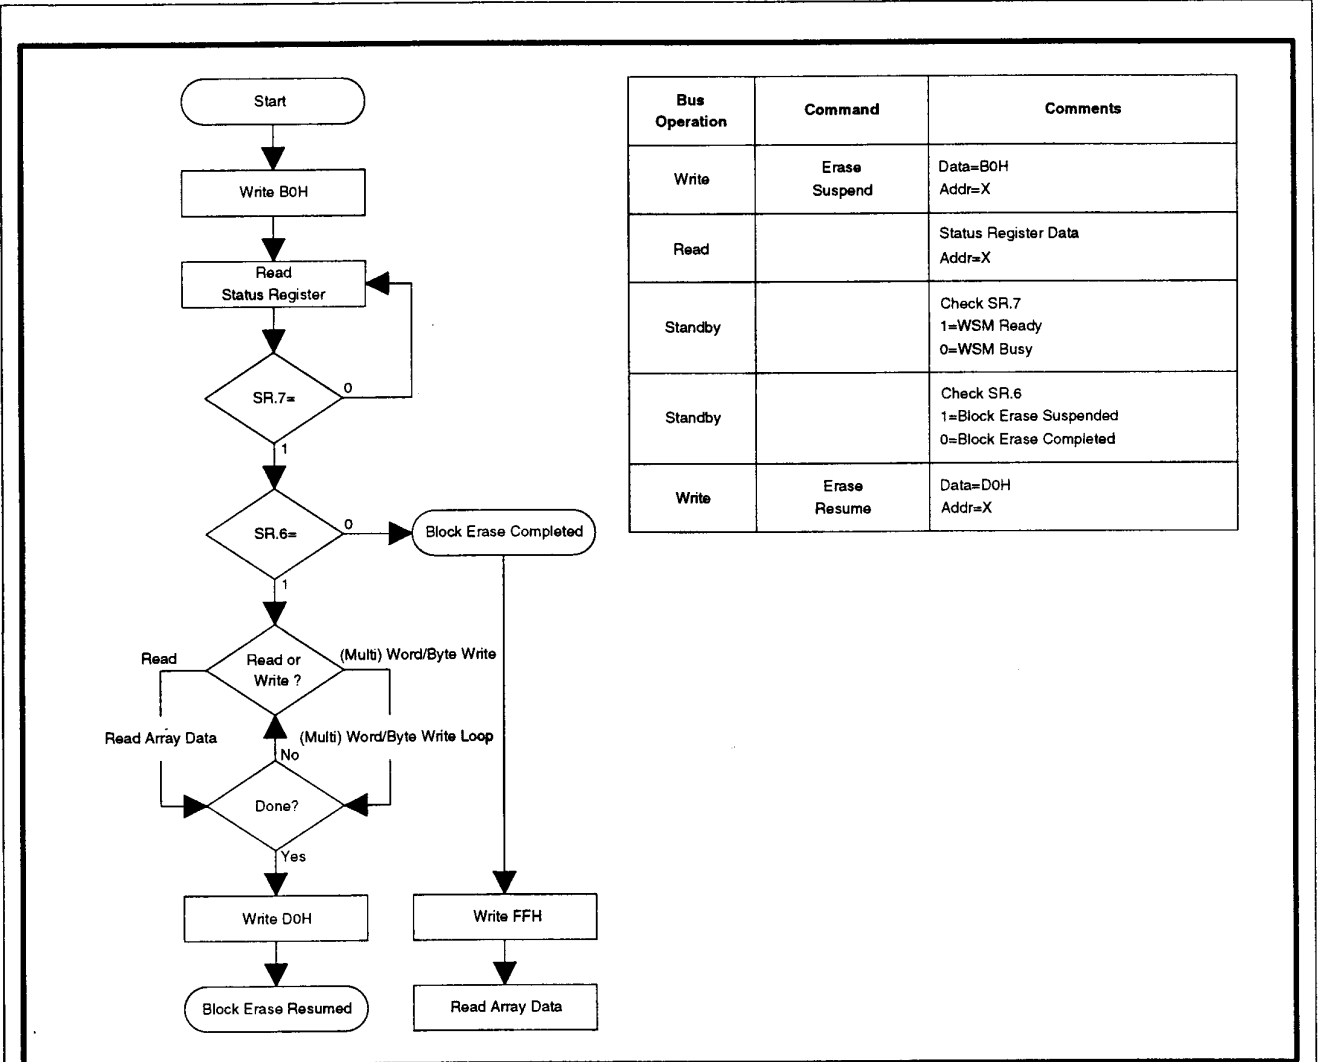 Start
Write B0H
Read
Status Register
SR.7=
0
1
SR.6=
0
Block Erase Completed
1
Read
Read or
Write ?
(Multi) Word/Byte Write
Read Array Data
(Multi) Word/Byte Write Loop
No
Done?
Yes
Write D0H
Write FFH
Block Erase Resumed
Read Array Data
Bus
Operation
Command
Comments
Write
Erase
Suspend
Data=B0H
Addr=X
Read
Status Register Data
Addr=X
Standby
Check SR.7
1=WSM Ready
0=WSM Busy
Standby
Check SR.6
1=Block Erase Suspended
0=Block Erase Completed
Write
Erase
Resume
Data=D0H
Addr=X